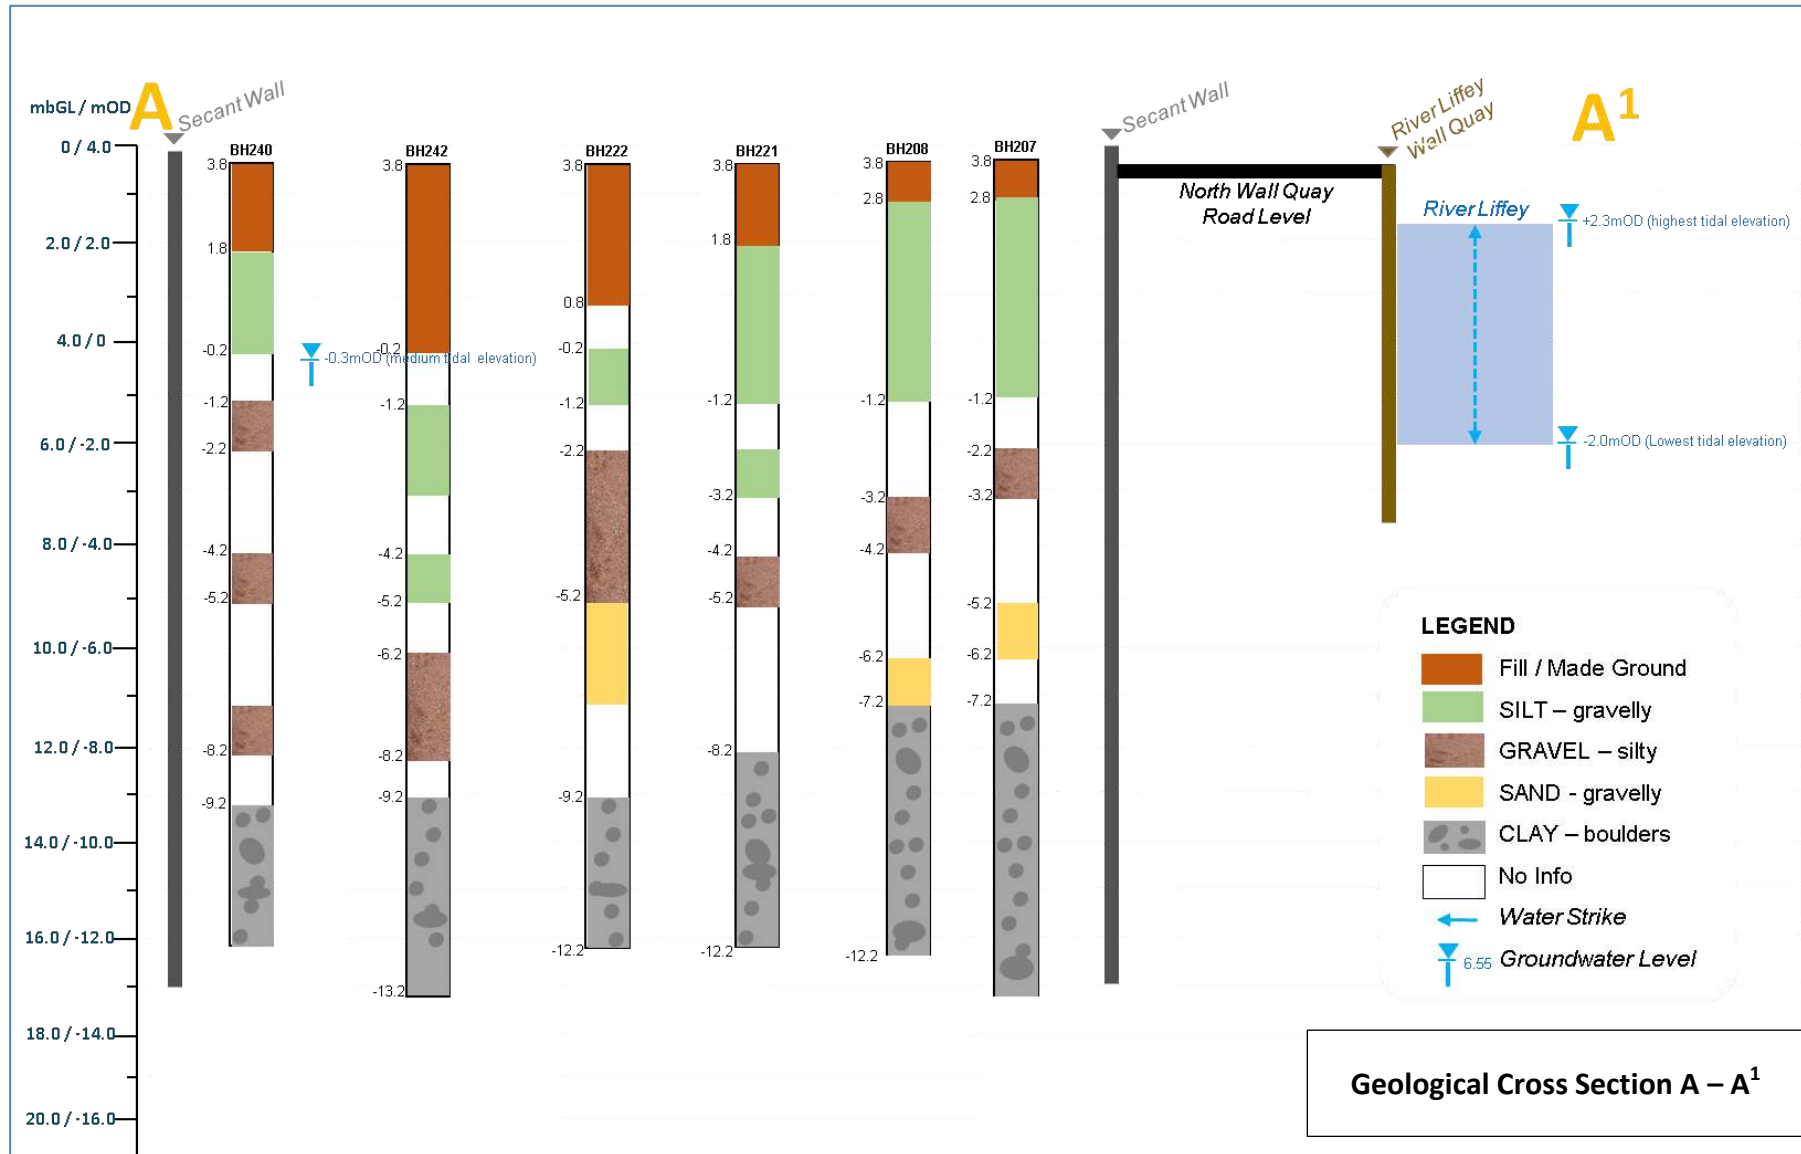 A
A¹
mbGL / mOD
Secant Wall
Secant Wall
River Liffey
Wall Quay
0 / 4.0
2.0 / 2.0
4.0 / 0
6.0 / -2.0
8.0 / -4.0
10.0 / -6.0
12.0 / -8.0
14.0 / -10.0
16.0 / -12.0
18.0 / -14.0
20.0 / -16.0
BH240
3.8
1.8
-0.2
-1.2
-2.2
-4.2
-5.2
-8.2
-9.2
-0.3mOD (medium tidal elevation)
BH242
3.8
-0.2
-1.2
-4.2
-5.2
-6.2
-8.2
-9.2
-13.2
BH222
3.8
0.8
-0.2
-1.2
-2.2
-5.2
-9.2
-12.2
BH221
3.8
1.8
-1.2
-3.2
-4.2
-5.2
-8.2
-12.2
BH208
3.8
2.8
-1.2
-3.2
-4.2
-6.2
-7.2
-12.2
BH207
3.8
2.8
-1.2
-2.2
-3.2
-5.2
-6.2
-7.2
North Wall Quay
Road Level
River Liffey
+2.3mOD (highest tidal elevation)
-2.0mOD (Lowest tidal elevation)
LEGEND
Fill / Made Ground
SILT – gravelly
GRAVEL – silty
SAND - gravelly
CLAY – boulders
No Info
Water Strike
6.55 Groundwater Level
Geological Cross Section A – A¹